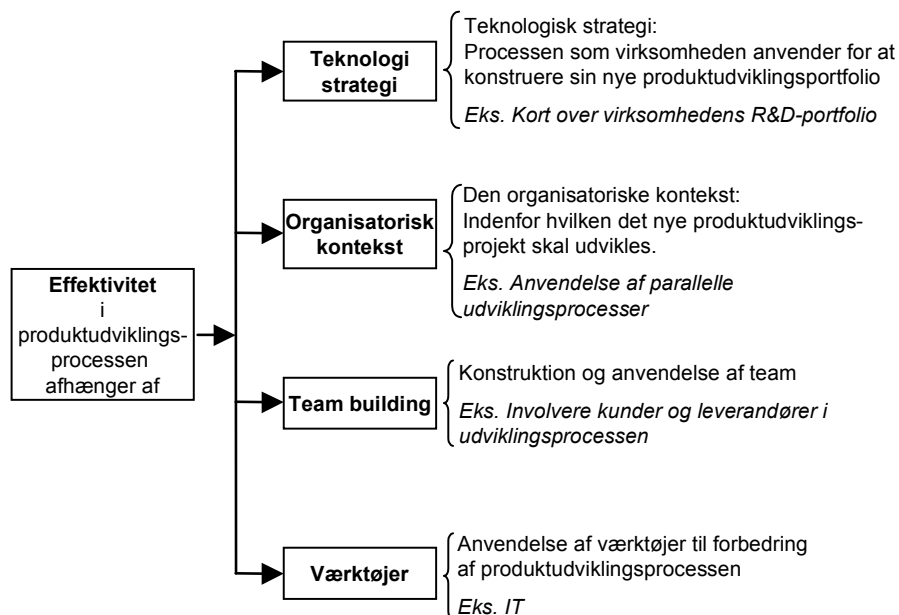 Effektivitet
i
produktudviklings-
processen
afhænger af
Teknologi
strategi
Teknologisk strategi:
Processen som virksomheden anvender for at
konstruere sin nye produktudviklingsportfolio
Eks. Kort over virksomhedens R&D-portfolio
Organisatorisk
kontekst
Den organisatoriske kontekst:
Indenfor hvilken det nye produktudviklings-
projekt skal udvikles.
Eks. Anvendelse af parallelle
udviklingsprocesser
Team building
Konstruktion og anvendelse af team
Eks. Involvere kunder og leverandører i
udviklingsprocessen
Værktøjer
Anvendelse af værktøjer til forbedring
af produktudviklingsprocessen
Eks. IT